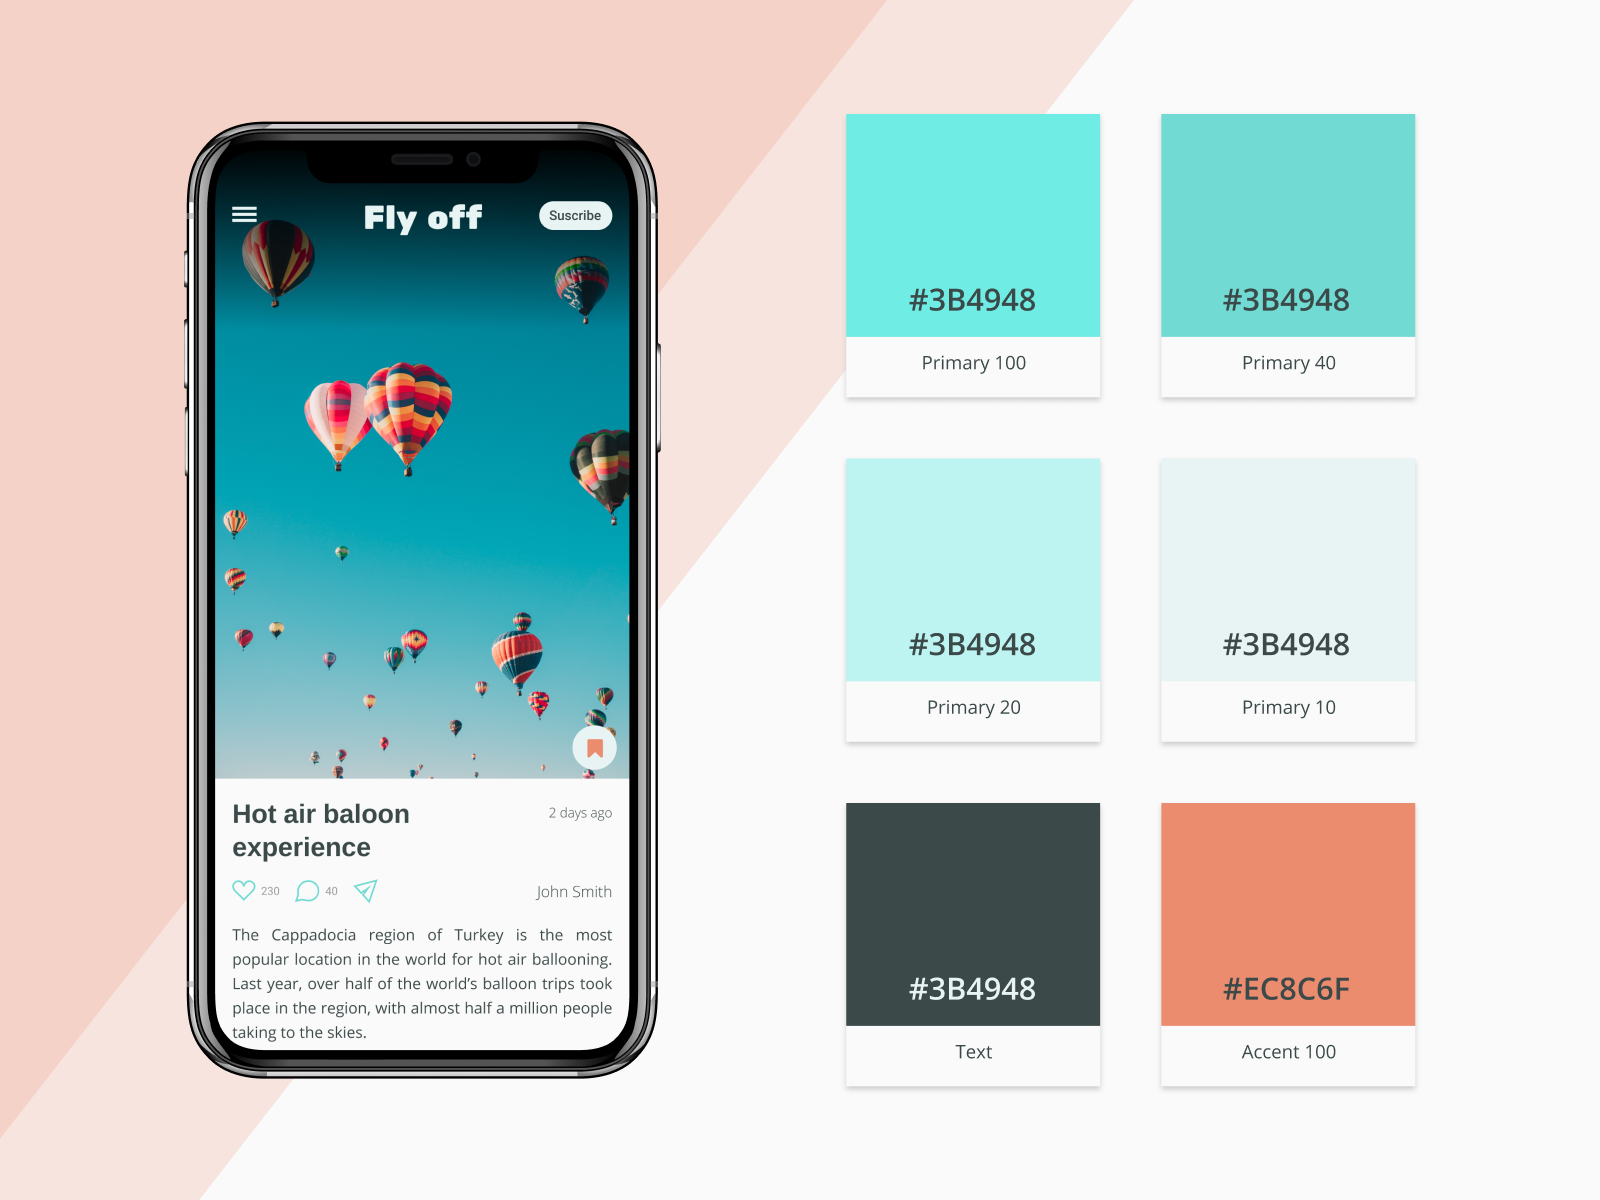 Fly off
Suscribe
Hot air baloon
experience
2 days ago
230
40
John Smith
The Cappadocia region of Turkey is the most
popular location in the world for hot air ballooning.
Last year, over half of the world’s balloon trips took
place in the region, with almost half a million people
taking to the skies.
#3B4948
Primary 100
#3B4948
Primary 40
#3B4948
Primary 20
#3B4948
Primary 10
#3B4948
Text
#EC8C6F
Accent 100